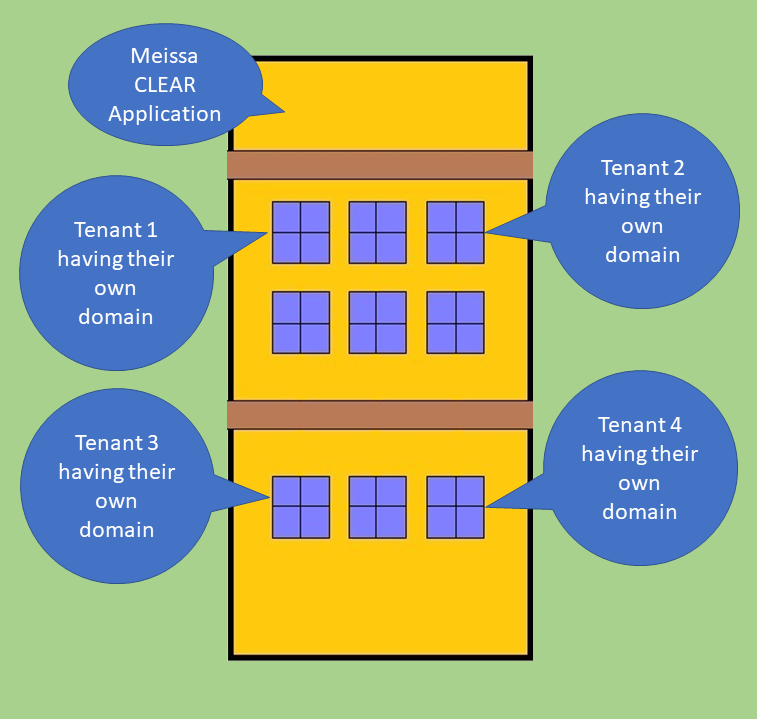 Meissa
CLEAR
Application
Tenant 1
having their
own
domain
Tenant 2
having their
own
domain
Tenant 3
having their
own
domain
Tenant 4
having their
own
domain